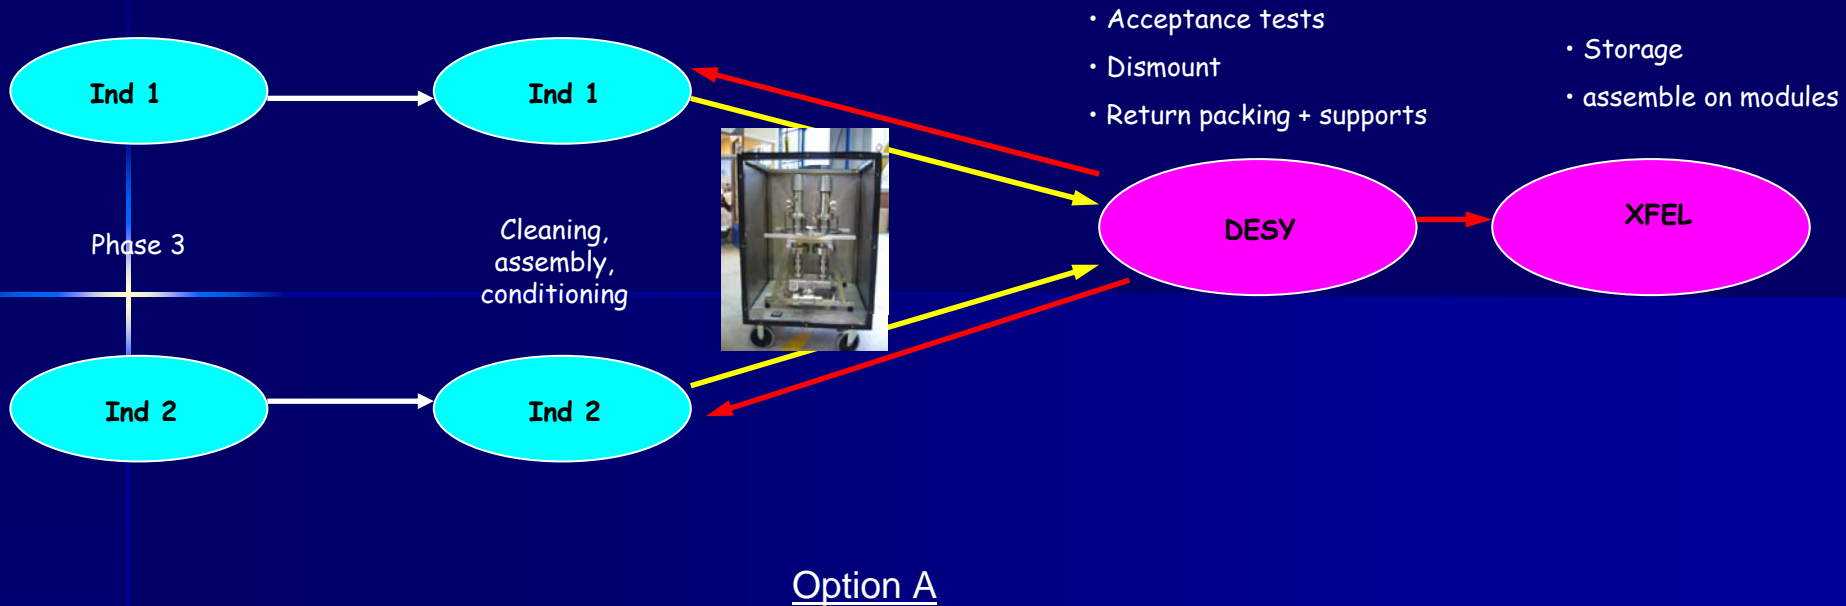 • Acceptance tests
• Dismount
• Return packing + supports
• Storage
• assemble on modules
Ind 1
Ind 1
DESY
XFEL
Phase 3
Cleaning,
assembly,
conditioning
Ind 2
Ind 2
Option A